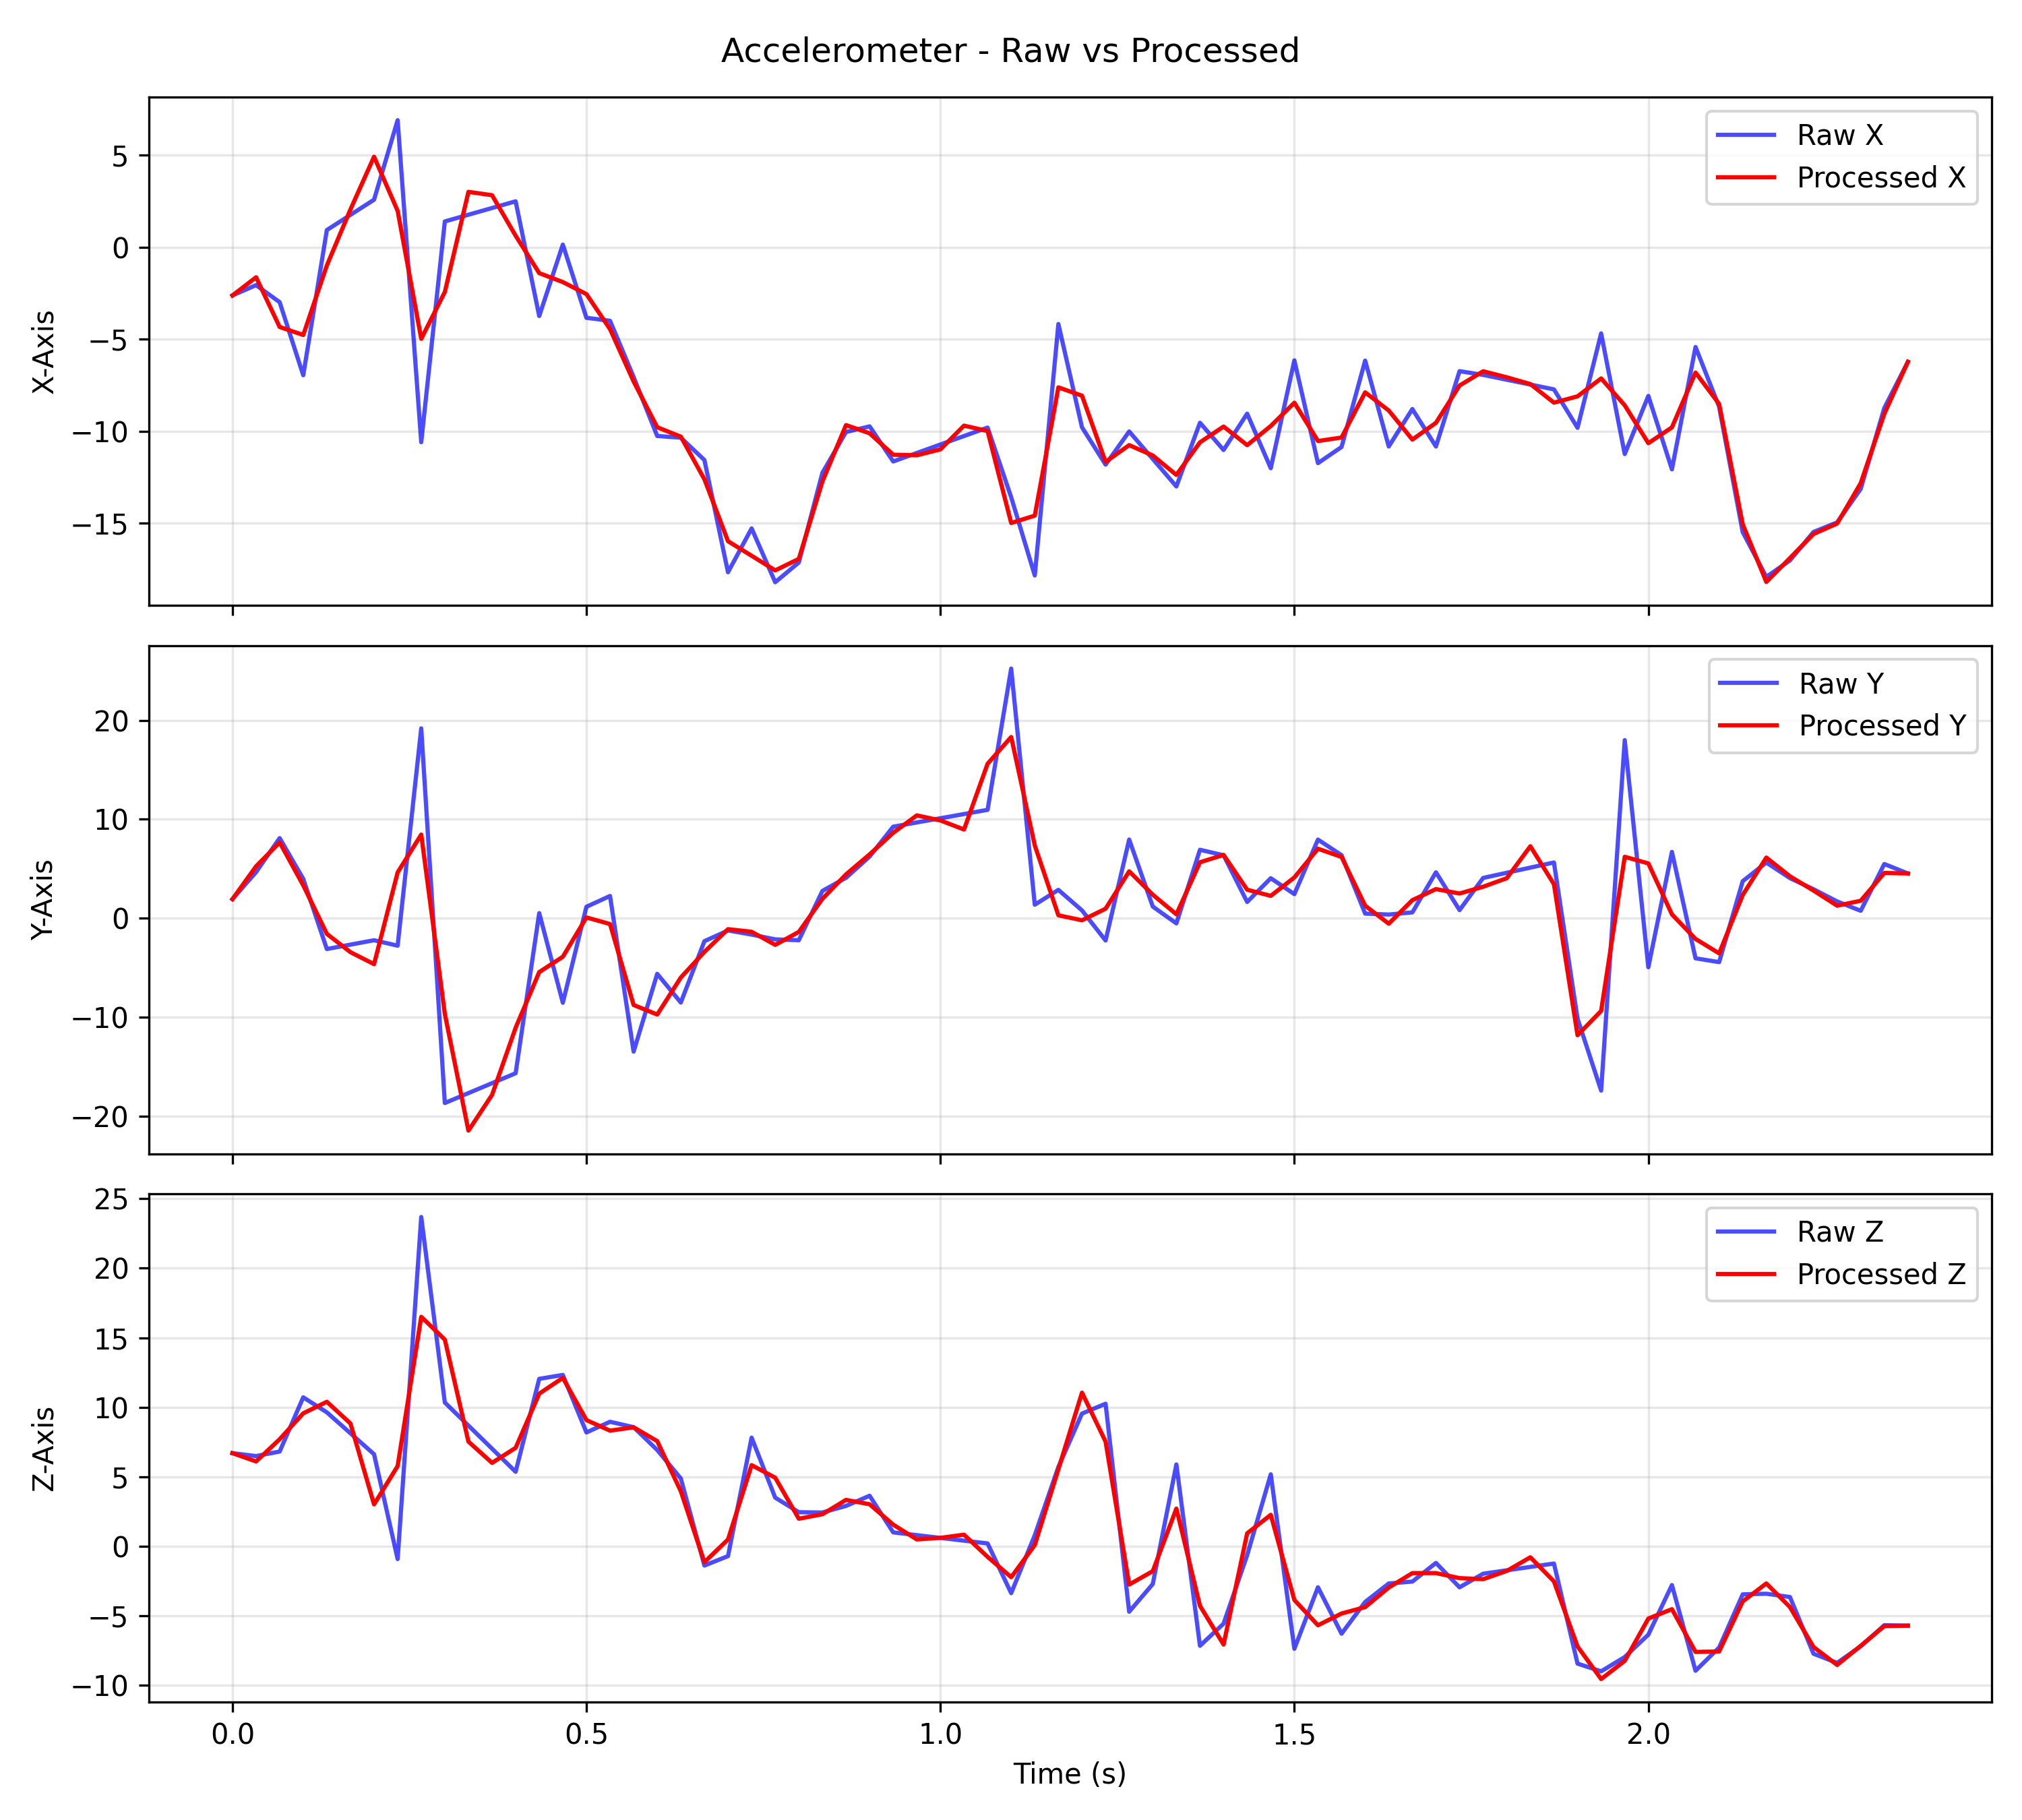 Accelerometer - Raw vs Processed
Raw X
Processed X
5
0
−5
−10
−15
X-Axis
Raw Y
Processed Y
20
10
0
−10
−20
Y-Axis
Raw Z
Processed Z
25
20
15
10
5
0
−5
−10
Z-Axis
0.0 0.5 1.0 1.5 2.0
Time (s)